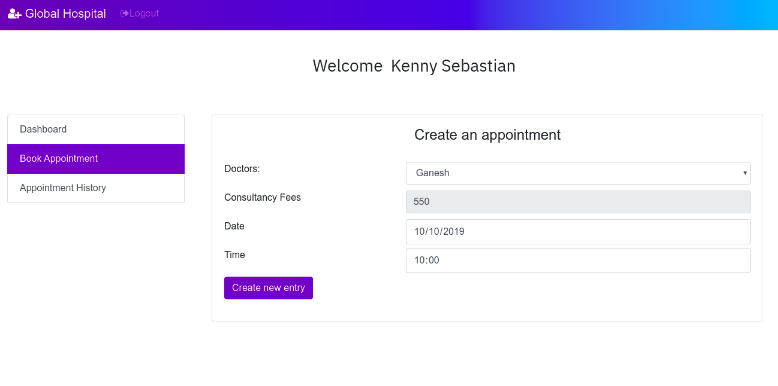 Global Hospital Logout
Welcome Kenny Sebastian
Dashboard
Book Appointment
Appointment History
Create an appointment
Doctors: Ganesh
Consultancy Fees 550
Date 10/10/2019
Time 10:00
Create new entry